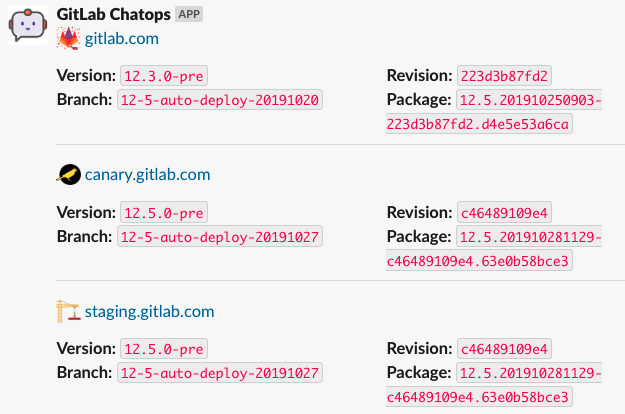 GitLab Chatops APP
gitlab.com
Version: 12.3.0-pre
Revision: 223d3b87fd2
Branch: 12-5-auto-deploy-20191020
Package: 12.5.201910250903-
223d3b87fd2.d4e5e53a6ca
canary.gitlab.com
Version: 12.5.0-pre
Revision: c46489109e4
Branch: 12-5-auto-deploy-20191027
Package: 12.5.201910281129-
c46489109e4.63e0b58bce3
staging.gitlab.com
Version: 12.5.0-pre
Revision: c46489109e4
Branch: 12-5-auto-deploy-20191027
Package: 12.5.201910281129-
c46489109e4.63e0b58bce3